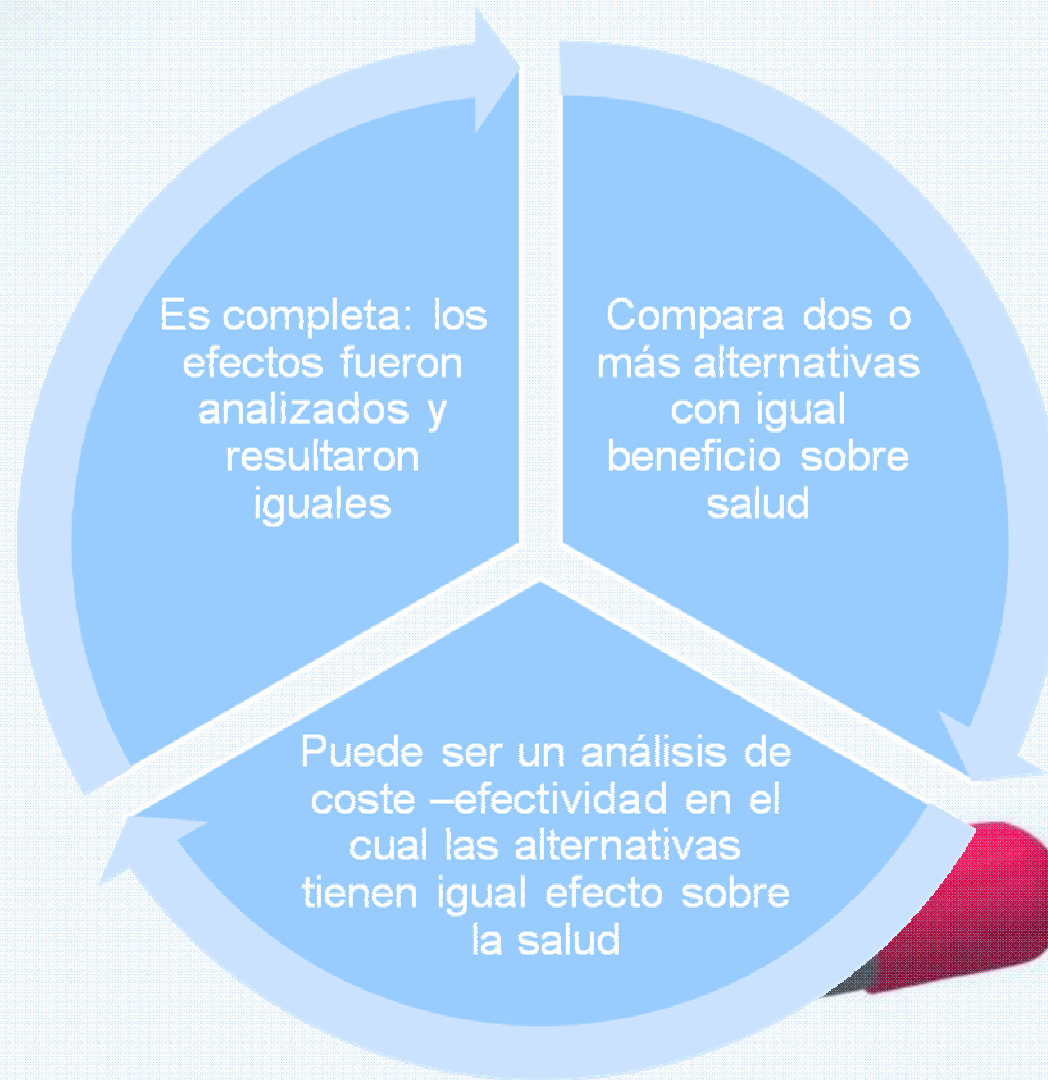 Es completa: los
efectos fueron
analizados y
resultaron
iguales
Compara dos o
más alternativas
con igual
beneficio sobre
salud
Puede ser un análisis de
coste –efectividad en el
cual las alternativas
tienen igual efecto sobre
la salud